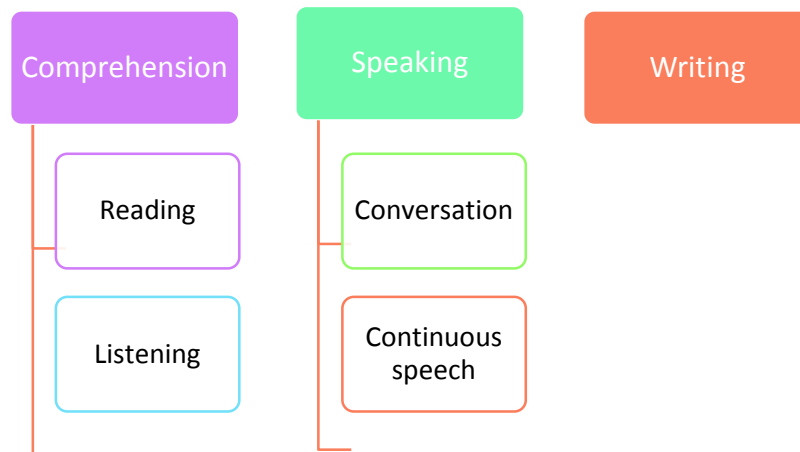 Comprehension
Reading
Listening
Speaking
Conversation
Continuous
speech
Writing